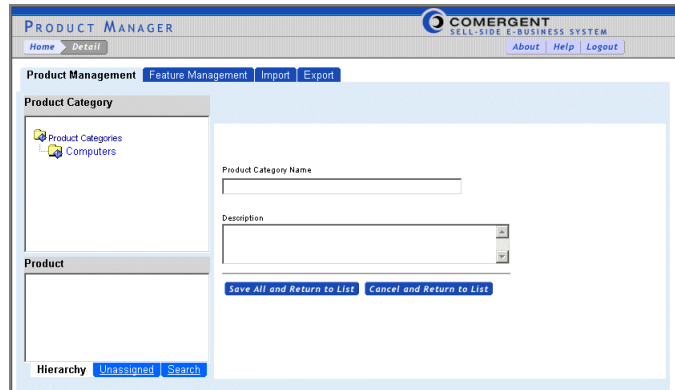 PRODUCT MANAGER
COMERGENT
SELL-SIDE E-BUSINESS SYSTEM
Home Detail
About Help Logout
Product Management Feature Management Import Export
Product Category
Product Categories
Computers
Product Category Name
Description
Product
Save All and Return to List Cancel and Return to List
Hierarchy Unassigned Search